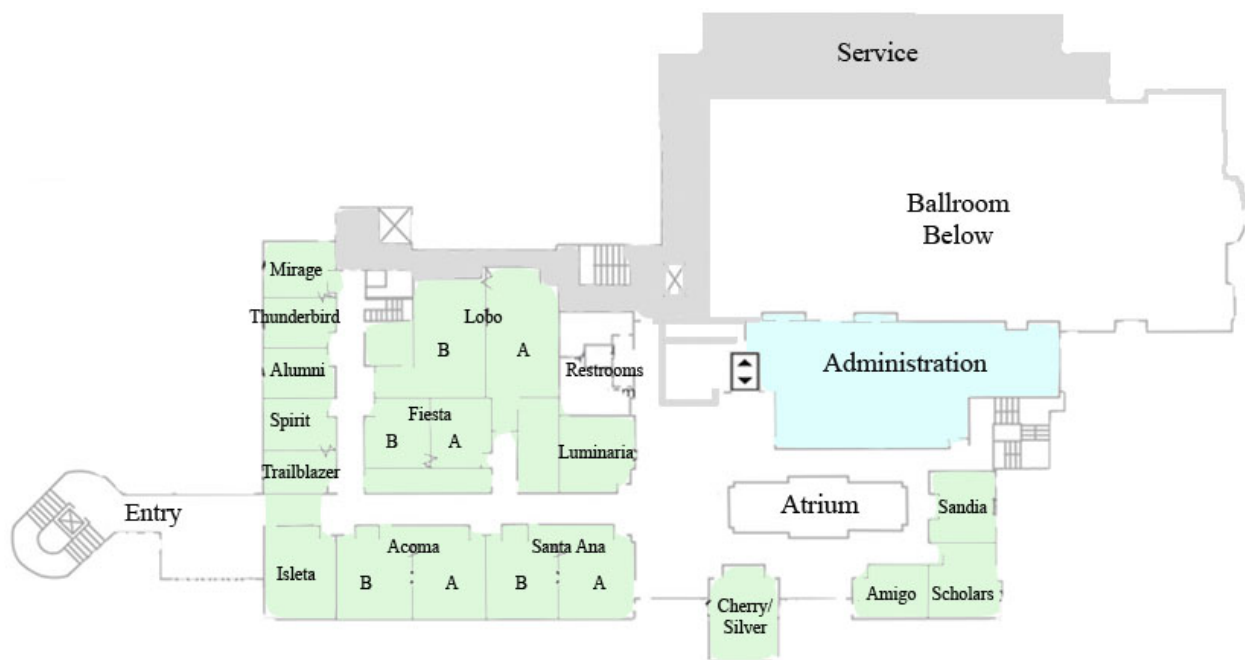 Service
Ballroom
Below
Mirage
Thunderbird
Lobo
B
A
Alumni
Restrooms
Administration
Spirit
Fiesta
B
A
Luminaria
Trailblazer
Entry
Atrium
Sandia
Isleta
Acoma
B
A
Santa Ana
B
A
Cherry/
Silver
Amigo
Scholars